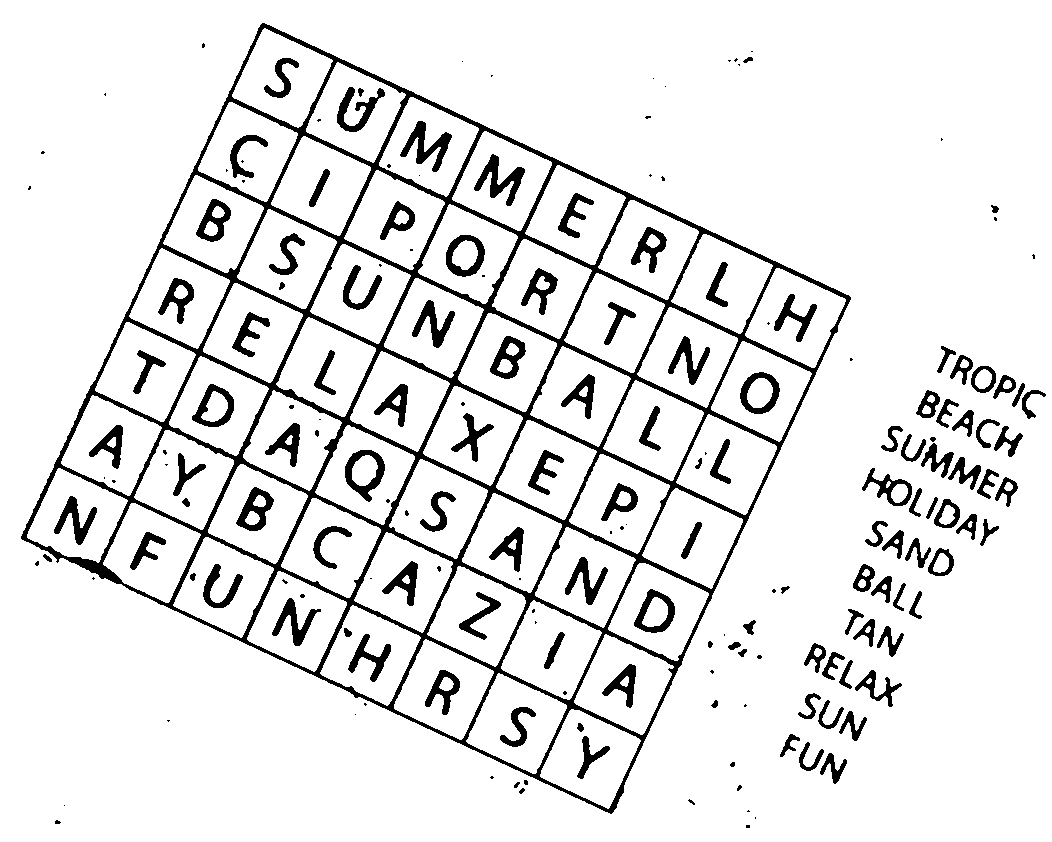 S U M M E R L H
C I P O R T N O
B S U N B A L L
R E L A X E P I
T D A Q S A N D
A Y B C A Z I A
N F U N H R S Y
TROPIC
BEACH
SUMMER
HOLIDAY
SAND
BALL
TAN
RELAX
SUN
FUN